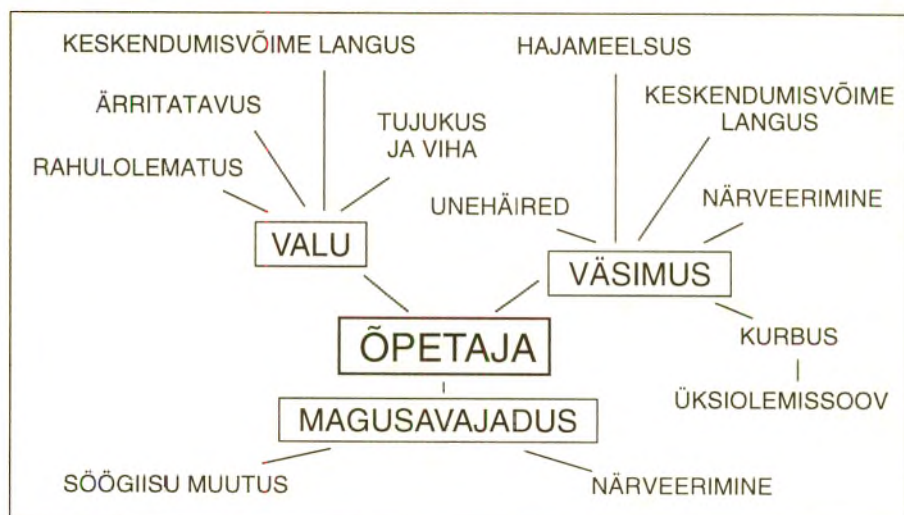 KESKENDUMISVÕIME LANGUS
HAJAMEELSUS
ÄRRITATAVUS
TUJUKUS
JA VIHA
KESKENDUMISVÕIME
LANGUS
RAHULOLEMATUS
UNEHÄIRED
NÄRVEERIMINE
VALU
VÄSIMUS
ÕPETAJA
KURBUS
ÜKSIOLEMISSOOV
MAGUSAVAJADUS
SÖÖGIISU MUUTUS
NÄRVEERIMINE